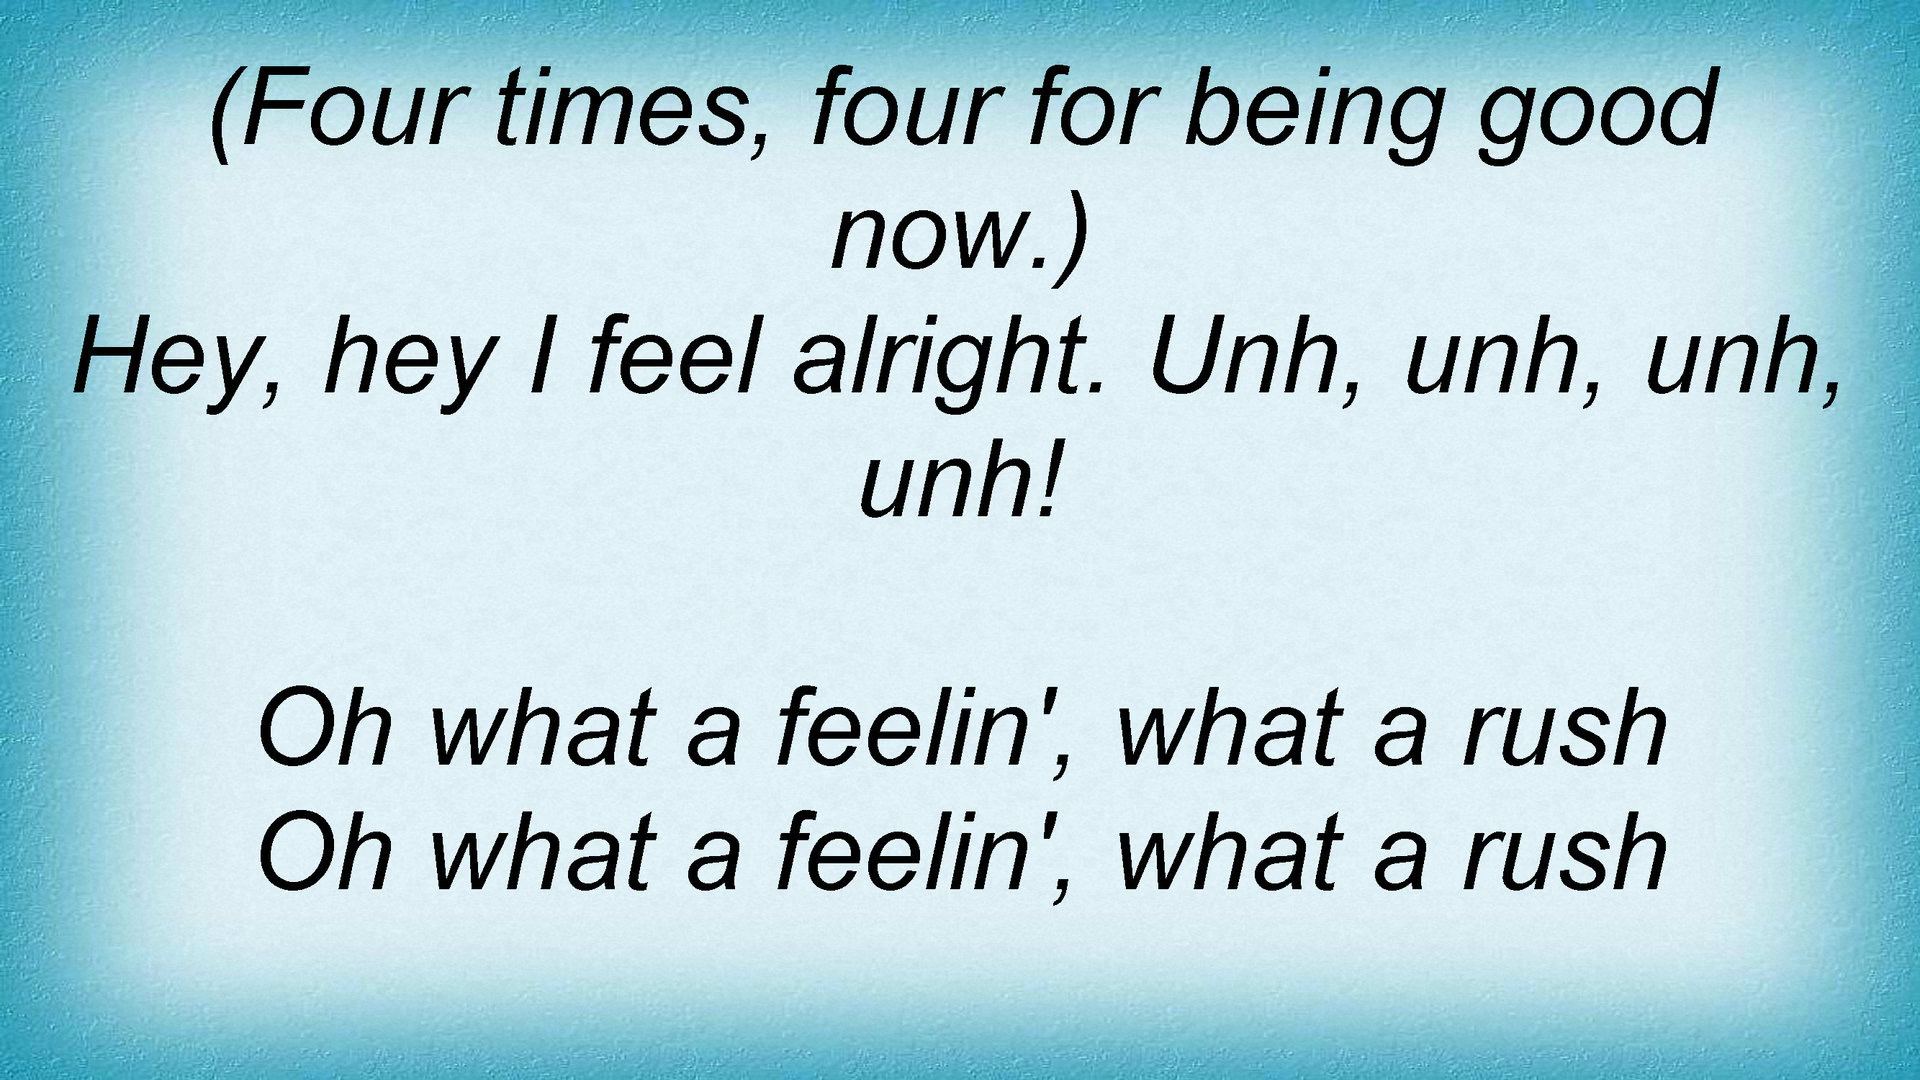 (Four times, four for being good
now.)
Hey, hey I feel alright. Unh, unh, unh,
unh!
Oh what a feelin', what a rush
Oh what a feelin', what a rush